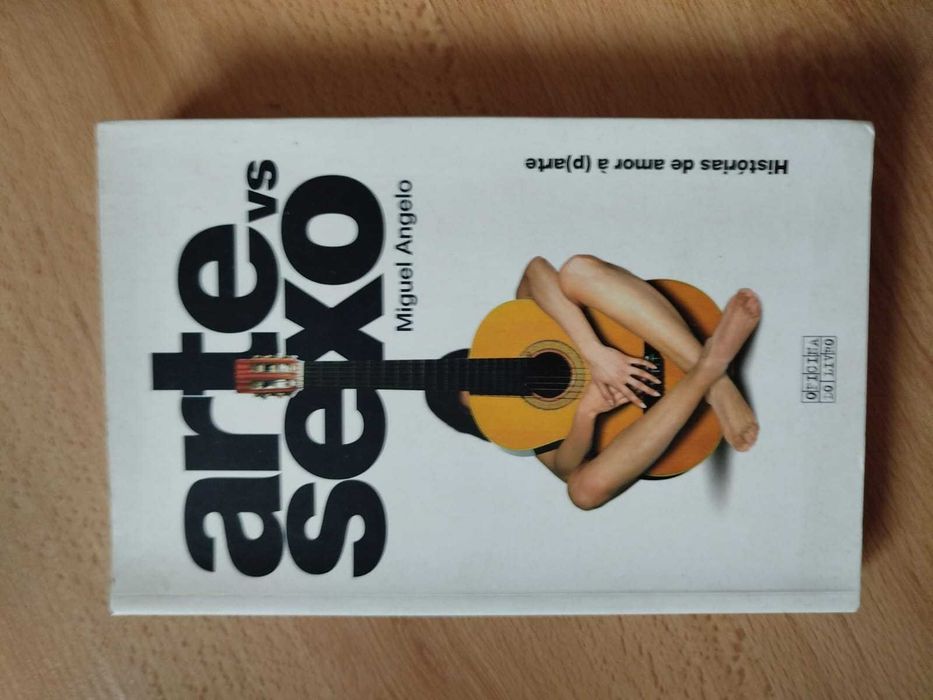 arte vs
sexo
Miguel Angelo
Histórias de amor à (p)arte
OFICINA
DO LIVRO